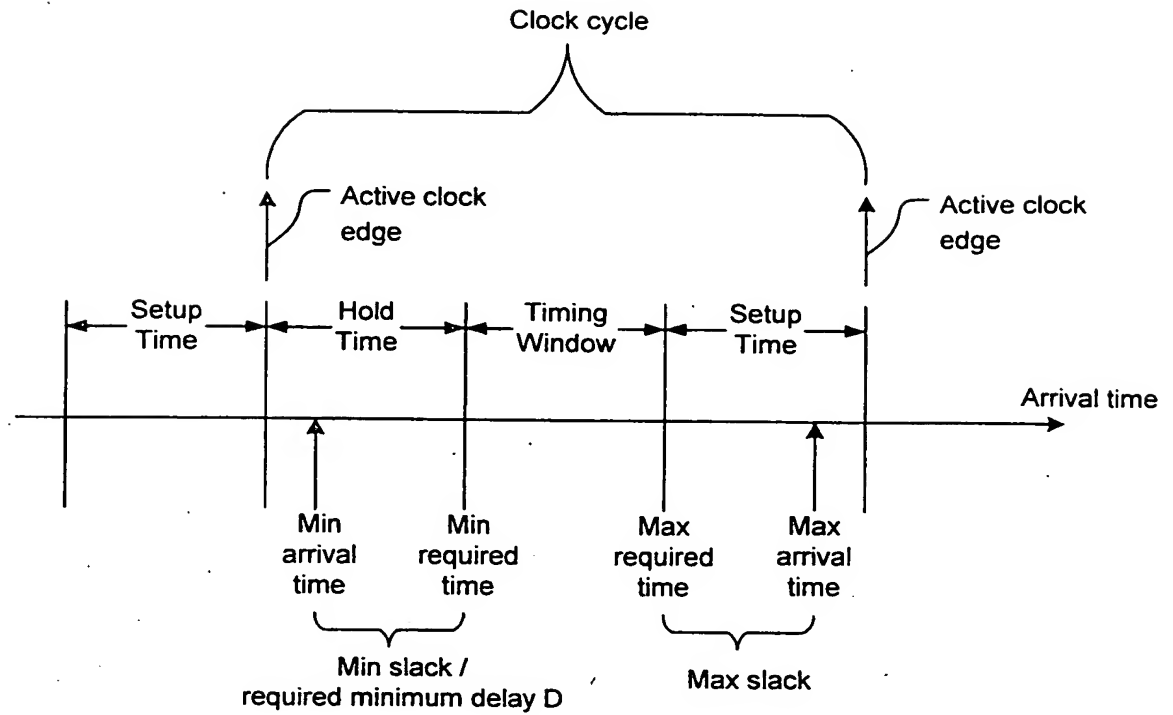 Clock cycle
Active clock
edge
Active clock
edge
Setup
Time
Hold
Time
Timing
Window
Setup
Time
Arrival time
Min
arrival
time
Min
required
time
Max
required
time
Max
arrival
time
Min slack /
required minimum delay D
Max slack